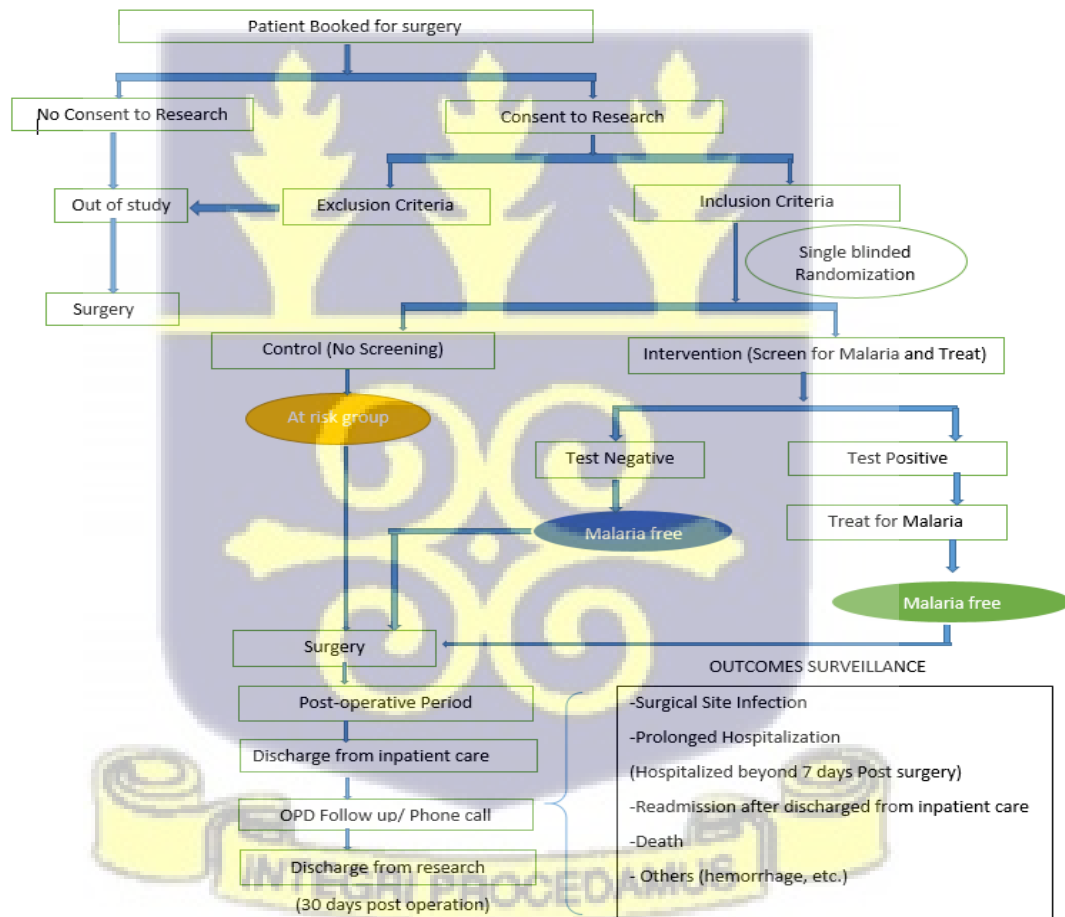 Patient Booked for surgery
No Consent to Research
Consent to Research
Out of study
Exclusion Criteria
Inclusion Criteria
Single blinded
Randomization
Surgery
Control (No Screening)
Intervention (Screen for Malaria and Treat)
At risk group
Test Negative
Test Positive
Malaria free
Treat for Malaria
Malaria free
Surgery
OUTCOMES SURVEILLANCE
Post-operative Period
Discharge from inpatient care
OPD Follow up/ Phone call
Discharge from research
(30 days post operation)
-Surgical Site Infection
-Prolonged Hospitalization
(Hospitalized beyond 7 days Post surgery)
-Readmission after discharged from inpatient care
-Death
- Others (hemorrhage, etc.)
INTEGRI PROCEDAMUS